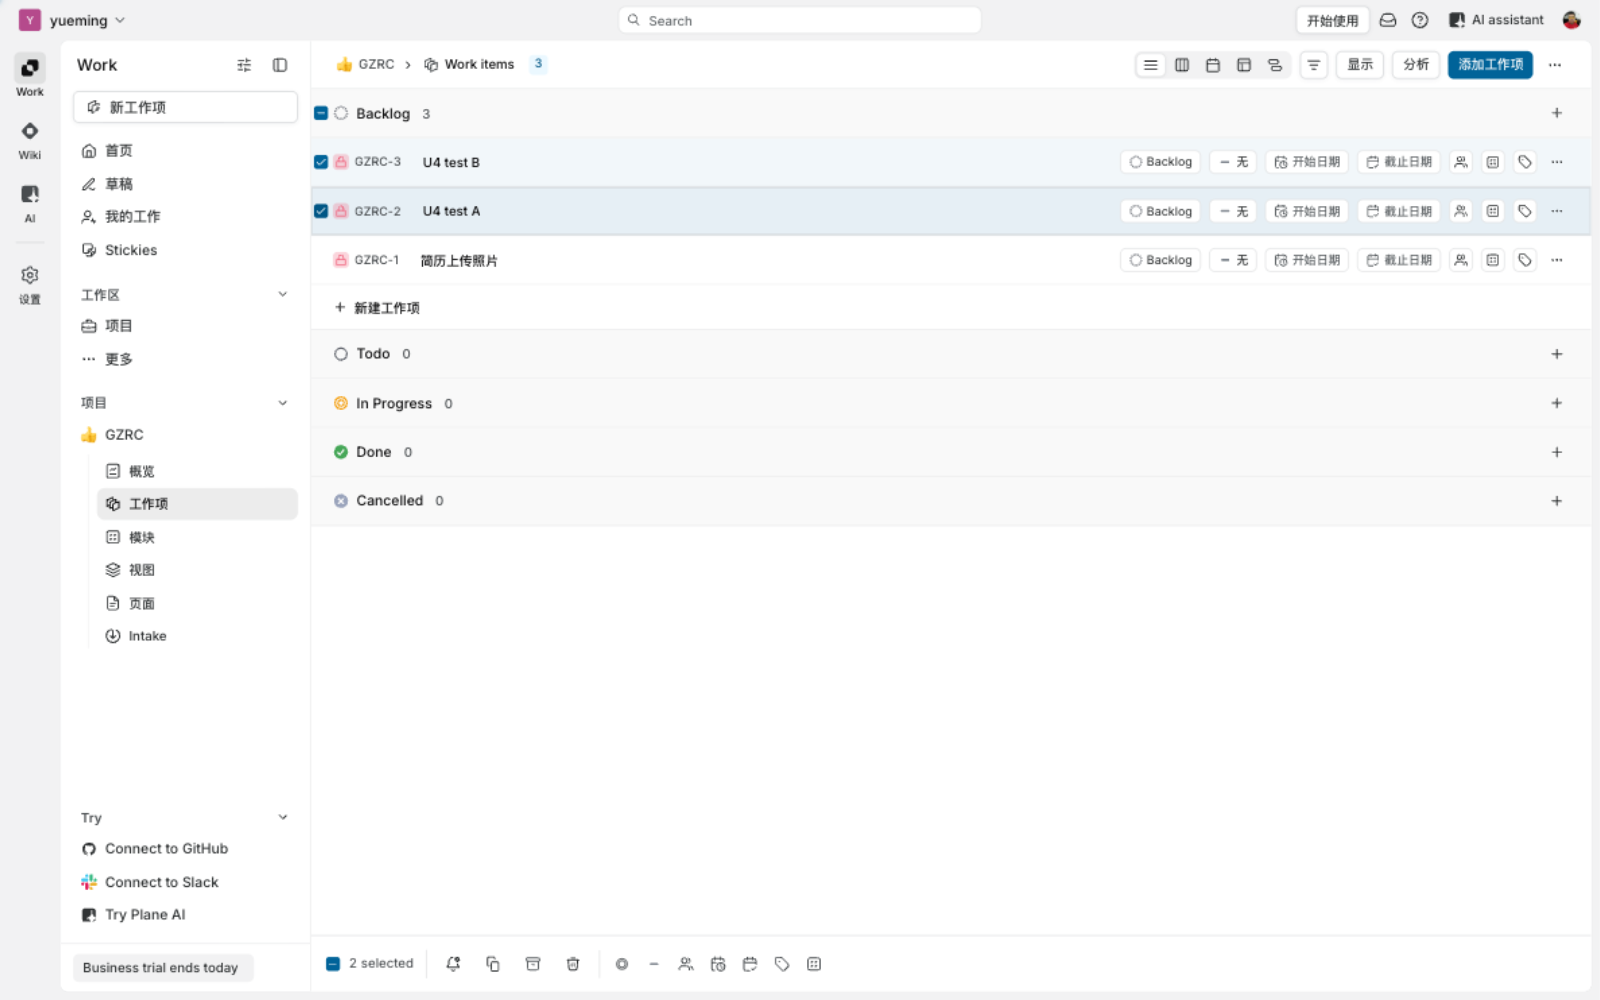 Y yueming
Search
开始使用
AI assistant
Work
Wiki
AI
设置
Work
新工作项
首页
草稿
我的工作
Stickies
工作区
项目
更多
项目
GZRC
概览
工作项
模块
视图
页面
Intake
Try
Connect to GitHub
Connect to Slack
Try Plane AI
Business trial ends today
GZRC > Work items 3
显示
分析
添加工作项
Backlog 3
GZRC-3 U4 test B Backlog 无 开始日期 截止日期
GZRC-2 U4 test A Backlog 无 开始日期 截止日期
GZRC-1 简历上传照片 Backlog 无 开始日期 截止日期
+ 新建工作项
Todo 0
In Progress 0
Done 0
Cancelled 0
2 selected